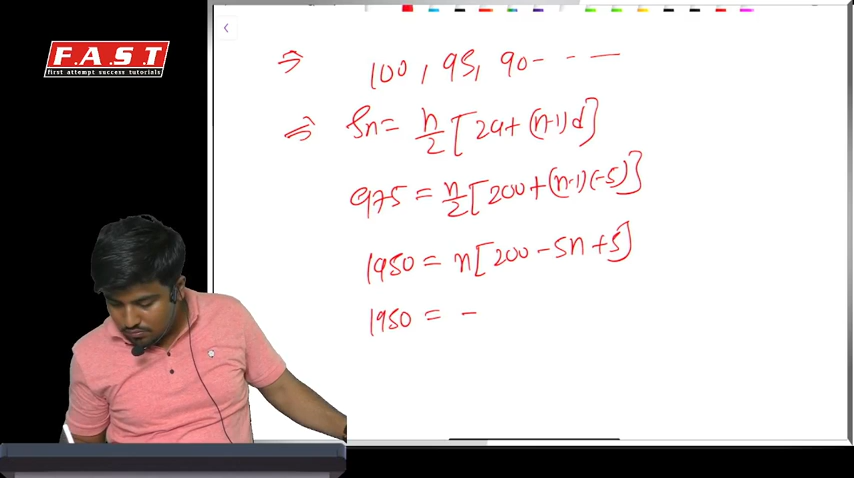 F.A.S.T
first attempt success tutorials
⇒ 100, 95, 90 - - —
⇒ Sn = n/2 [2a + (n-1)d]
975 = n/2 [200 + (n-1)(-5)]
1950 = n[200 - 5n + 5]
1950 = -